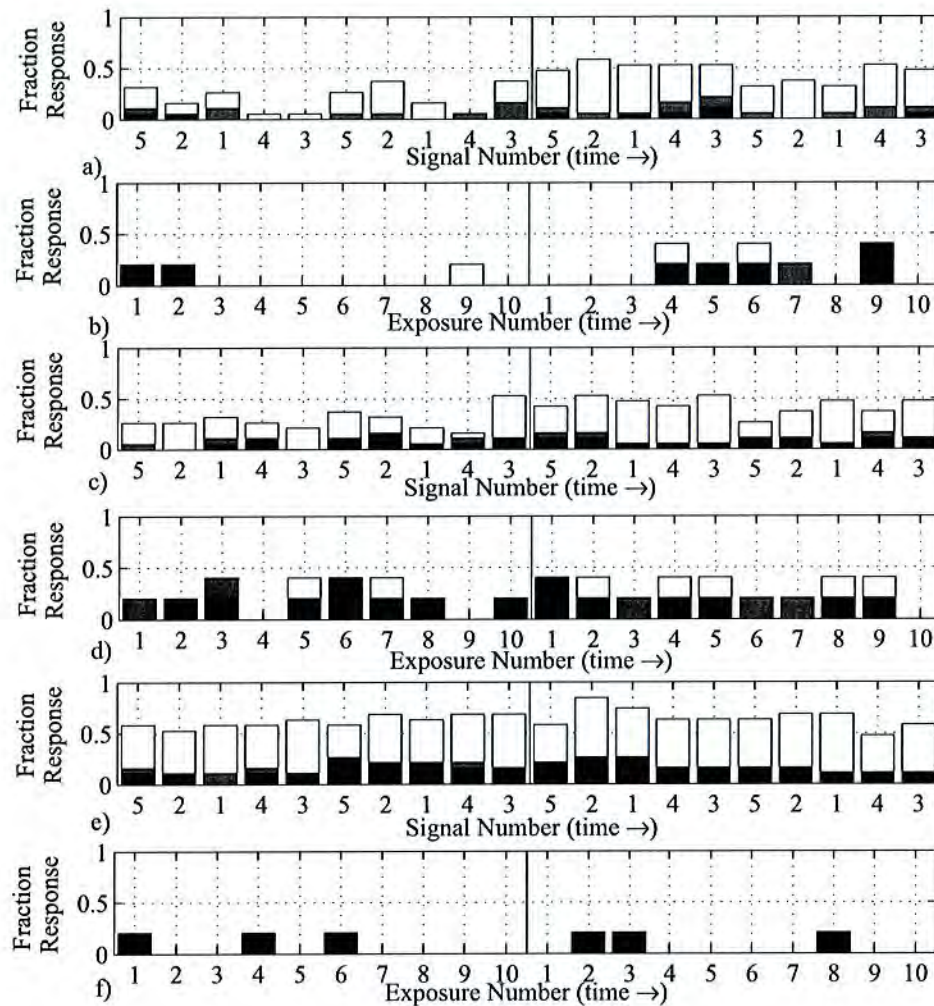 Fraction
Response
1
0.5
0
5 2 1 4 3 5 2 1 4 3 5 2 1 4 3 5 2 1 4 3
a) Signal Number (time →)
Fraction
Response
1
0.5
0
1 2 3 4 5 6 7 8 9 10 1 2 3 4 5 6 7 8 9 10
b) Exposure Number (time →)
Fraction
Response
1
0.5
0
5 2 1 4 3 5 2 1 4 3 5 2 1 4 3 5 2 1 4 3
c) Signal Number (time →)
Fraction
Response
1
0.5
0
1 2 3 4 5 6 7 8 9 10 1 2 3 4 5 6 7 8 9 10
d) Exposure Number (time →)
Fraction
Response
1
0.5
0
5 2 1 4 3 5 2 1 4 3 5 2 1 4 3 5 2 1 4 3
e) Signal Number (time →)
Fraction
Response
1
0.5
0
1 2 3 4 5 6 7 8 9 10 1 2 3 4 5 6 7 8 9 10
f) Exposure Number (time →)